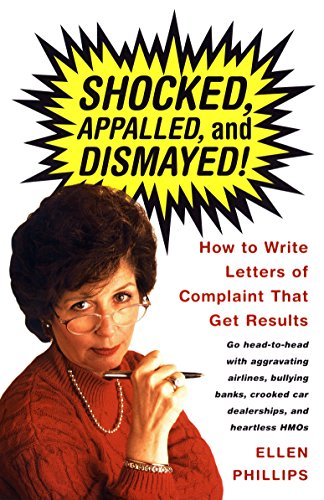 SHOCKED,
APPALLED, and
DISMAYED!
How to Write
Letters of
Complaint That
Get Results
Go head-to-head
with aggravating
airlines, bullying
banks, crooked car
dealerships, and
heartless HMOs
ELLEN
PHILLIPS